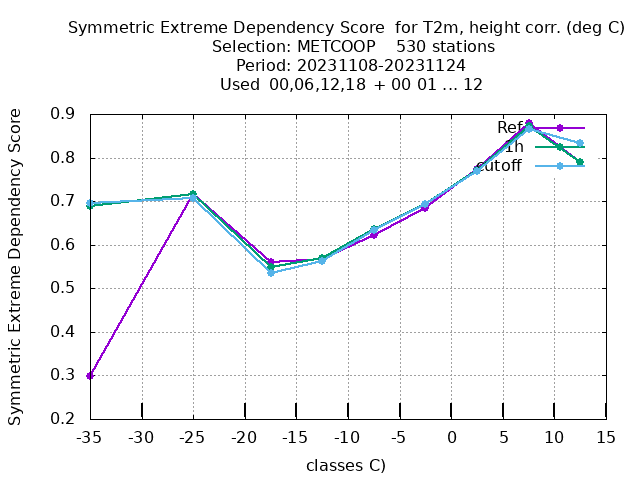 Symmetric Extreme Dependency Score for T2m, height corr. (deg C)
Selection: METCOOP 530 stations
Period: 20231108-20231124
Used 00,06,12,18 + 00 01 ... 12
Symmetric Extreme Dependency Score
0.9
0.8
0.7
0.6
0.5
0.4
0.3
0.2
Ref
1h
cutoff
-35 -30 -25 -20 -15 -10 -5 0 5 10 15
classes C)